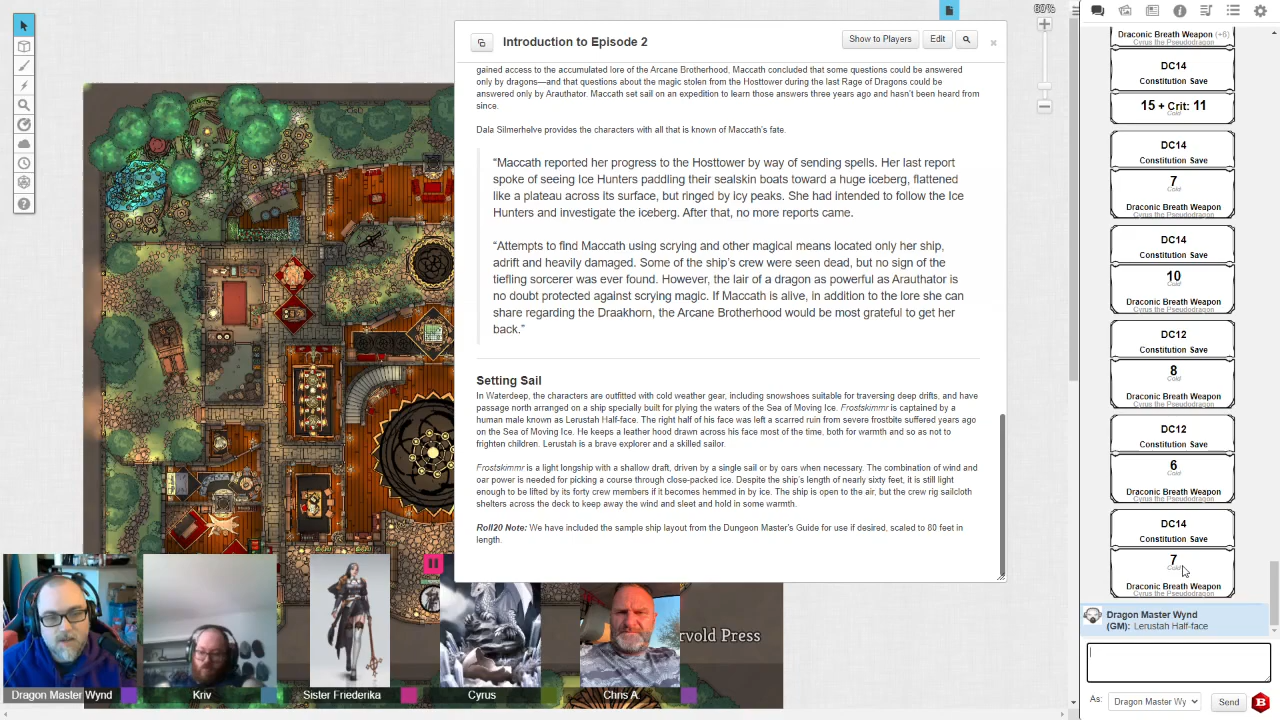 80%
Introduction to Episode 2
Show to Players
Edit
gained access to the accumulated lore of the Arcane Brotherhood, Maccath concluded that some questions could be answered
only by dragons—and that questions about the magic stolen from the Hosttower during the last Rage of Dragons could be
answered only by Arauthator. Maccath set sail on an expedition to learn those answers three years ago and hasn't been heard from
since.
Dala Silmerhelve provides the characters with all that is known of Maccath's fate.
“Maccath reported her progress to the Hosttower by way of sending spells. Her last report
spoke of seeing Ice Hunters paddling their sealskin boats toward a huge iceberg, flattened
like a plateau across its surface, but ringed by icy peaks. She had intended to follow the Ice
Hunters and investigate the iceberg. After that, no more reports came.
“Attempts to find Maccath using scrying and other magical means located only her ship,
adrift and heavily damaged. Some of the ship’s crew were seen dead, but no sign of the
tiefling sorcerer was ever found. However, the lair of a dragon as powerful as Arauthator is
no doubt protected against scrying magic. If Maccath is alive, in addition to the lore she can
share regarding the Draakhorn, the Arcane Brotherhood would be most grateful to get her
back.”
Setting Sail
In Waterdeep, the characters are outfitted with cold weather gear, including snowshoes suitable for traversing deep drifts, and have
passage north arranged on a ship specially built for plying the waters of the Sea of Moving Ice. Frostskimmr is captained by a
human male known as Lerustah Half-face. The right half of his face was left a scarred ruin from severe frostbite suffered years ago
on the Sea of Moving Ice. He keeps a leather hood drawn across his face most of the time, both for warmth and so as not to
frighten children. Lerustah is a brave explorer and a skilled sailor.
Frostskimmr is a light longship with a shallow draft, driven by a single sail or by oars when necessary. The combination of wind and
oar power is needed for picking a course through close-packed ice. Despite the ship's length of nearly sixty feet, it is still light
enough to be lifted by its forty crew members if it becomes hemmed in by ice. The ship is open to the air, but the crew rig sailcloth
shelters across the deck to keep away the wind and sleet and hold in some warmth.
Roll20 Note: We have included the sample ship layout from the Dungeon Master's Guide for use if desired, scaled to 80 feet in
length.
rvold Press
Dragon Master Wynd
Kriv
Sister Friederika
Cyrus
Chris A.
Draconic Breath Weapon (+6)
Cyrus the Pseudodragon
DC14
Constitution Save
15 + Crit: 11
Cold
DC14
Constitution Save
7
Cold
Draconic Breath Weapon
Cyrus the Pseudodragon
DC14
Constitution Save
10
Cold
Draconic Breath Weapon
Cyrus the Pseudodragon
DC12
Constitution Save
8
Cold
Draconic Breath Weapon
Cyrus the Pseudodragon
DC12
Constitution Save
6
Cold
Draconic Breath Weapon
Cyrus the Pseudodragon
DC14
Constitution Save
7
Cold
Draconic Breath Weapon
Cyrus the Pseudodragon
Dragon Master Wynd
(GM): Lerustah Half-face
As:
Dragon Master Wy
Send